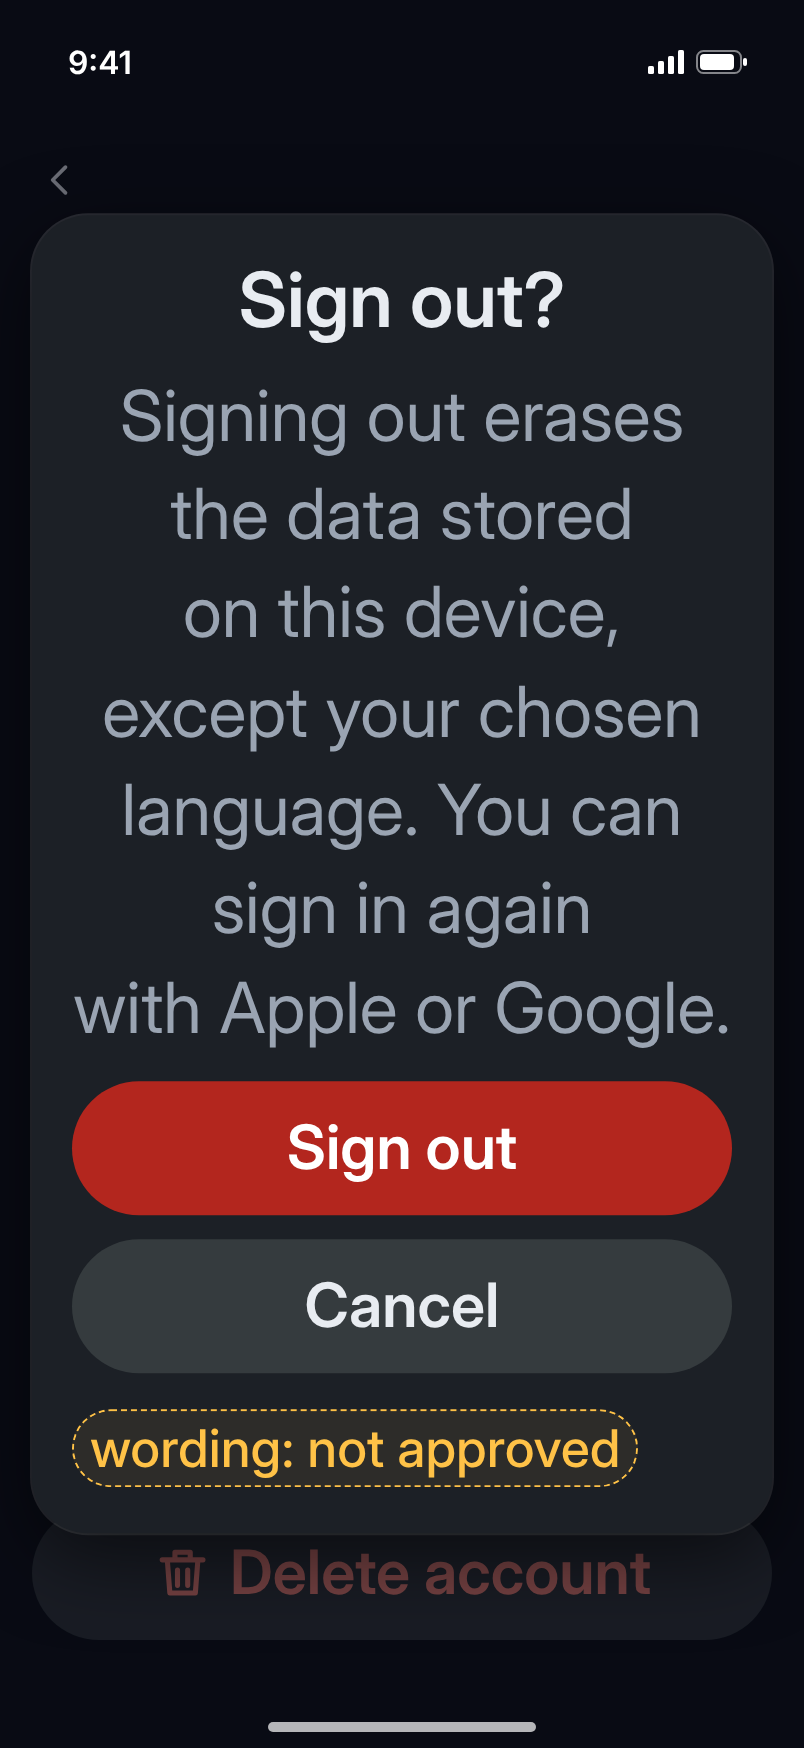 9:41
Sign out?
Signing out erases
the data stored
on this device,
except your chosen
language. You can
sign in again
with Apple or Google.
Sign out
Cancel
wording: not approved
Delete account